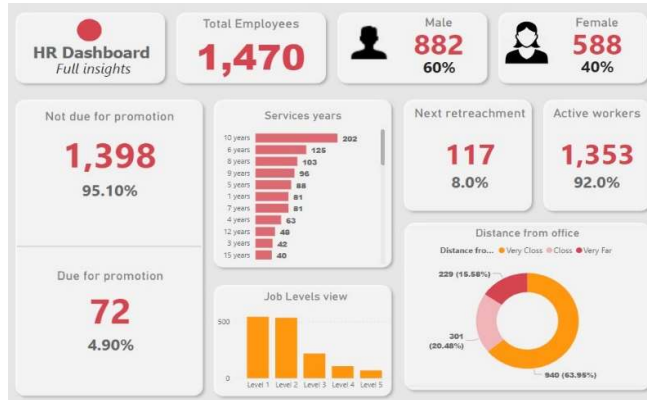 HR Dashboard
Full insights
Total Employees
1,470
Male
882
60%
Female
588
40%
Not due for promotion
1,398
95.10%
Due for promotion
72
4.90%
Services years
10 years 202
6 years 125
8 years 103
9 years 96
5 years 88
1 years 81
7 years 81
4 years 63
12 years 48
3 years 42
15 years 40
Job Levels view
500
0
Level 1 Level 2 Level 3 Level 4 Level 5
Next retreachment
117
8.0%
Active workers
1,353
92.0%
Distance from office
Distance fro... Very Closs Closs Very Far
229 (15.58%)
301
(20.48%)
940 (63.95%)